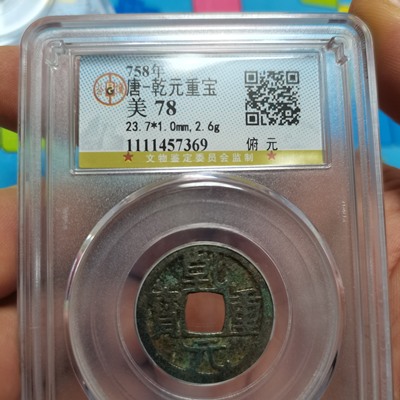 758年
唐-乾元重宝
美 78
23.7*1.0mm,2.6g
1111457369
俯元
★ 文物鉴定委员会监制 ★
乾
寶 重
元